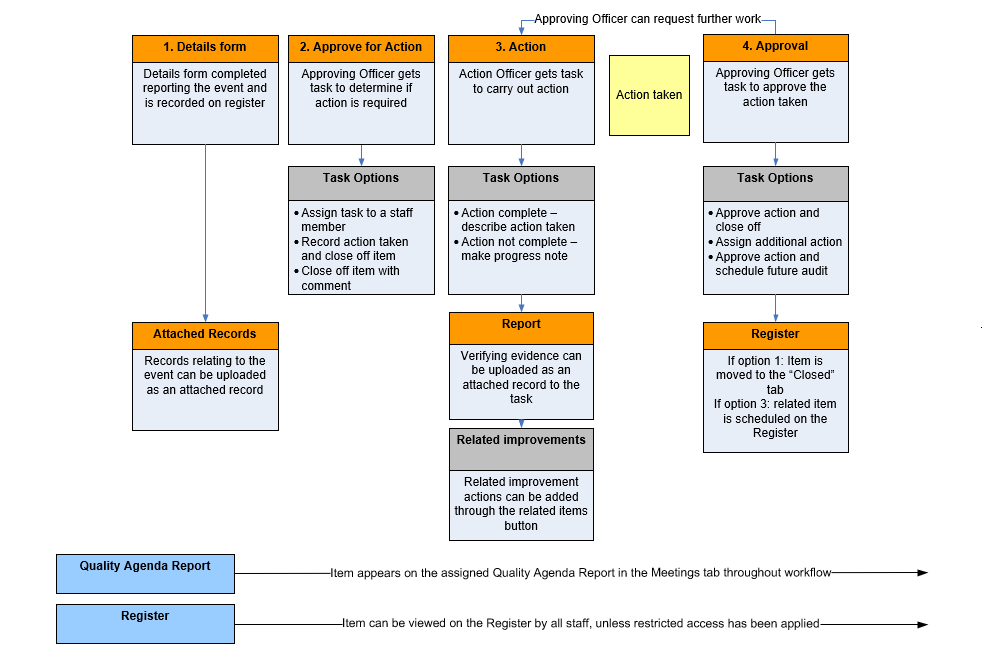 Approving Officer can request further work
1. Details form
Details form completed
reporting the event and
is recorded on register
2. Approve for Action
Approving Officer gets
task to determine if
action is required
3. Action
Action Officer gets task
to carry out action
Action taken
4. Approval
Approving Officer gets
task to approve the
action taken
Task Options
• Assign task to a staff
member
• Record action taken
and close off item
• Close off item with
comment
Task Options
• Action complete –
describe action taken
• Action not complete –
make progress note
Task Options
• Approve action and
close off
• Assign additional action
• Approve action and
schedule future audit
Attached Records
Records relating to the
event can be uploaded
as an attached record
Report
Verifying evidence can
be uploaded as an
attached record to the
task
Register
If option 1: Item is
moved to the “Closed”
tab
If option 3: related item
is scheduled on the
Register
Related improvements
Related improvement
actions can be added
through the related items
button
Quality Agenda Report
Item appears on the assigned Quality Agenda Report in the Meetings tab throughout workflow
Register
Item can be viewed on the Register by all staff, unless restricted access has been applied